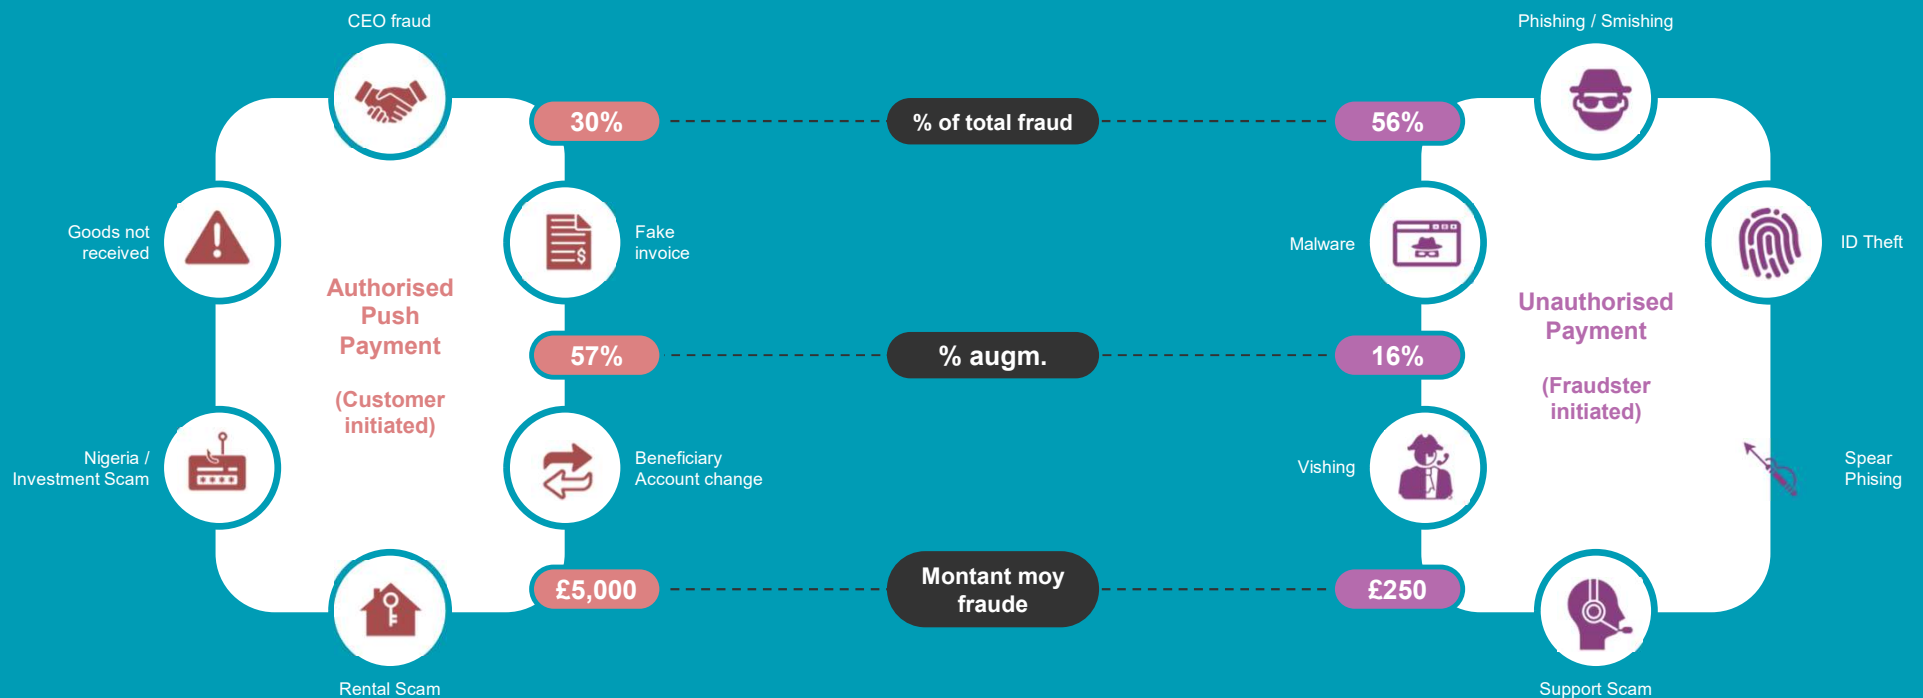 CEO fraud
Phishing / Smishing
30%
% of total fraud
56%
Goods not
received
Fake
invoice
Malware
ID Theft
Authorised
Push
Payment
(Customer
initiated)
Unauthorised
Payment
(Fraudster
initiated)
57%
% augm.
16%
Nigeria /
Investment Scam
Beneficiary
Account change
Vishing
Spear
Phising
£5,000
Montant moy
fraude
£250
Rental Scam
Support Scam